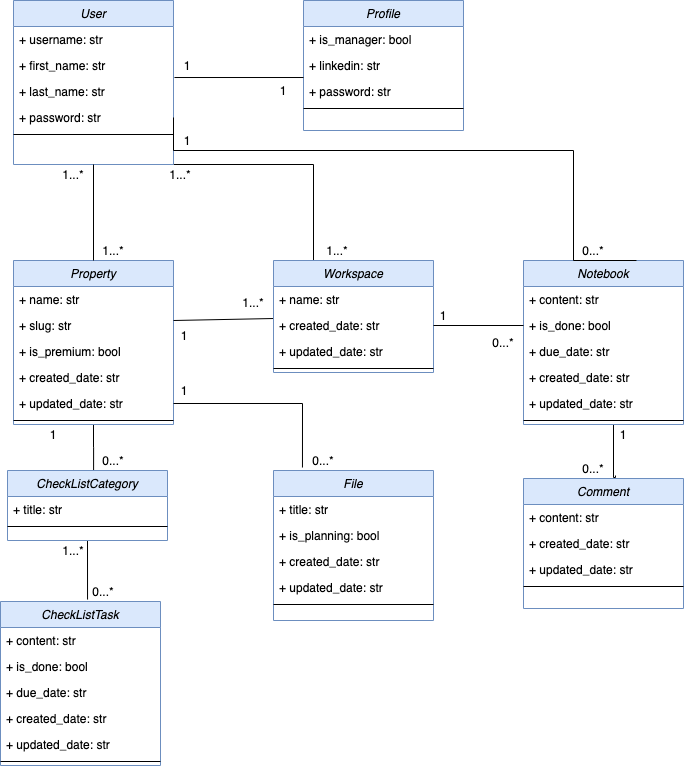 User
+ username: str
+ first_name: str
+ last_name: str
+ password: str
Profile
+ is_manager: bool
+ linkedin: str
+ password: str
1
1
1
1...*
1...*
1...*
1...*
0...*
Property
+ name: str
+ slug: str
+ is_premium: bool
+ created_date: str
+ updated_date: str
Workspace
+ name: str
+ created_date: str
+ updated_date: str
Notebook
+ content: str
+ is_done: bool
+ due_date: str
+ created_date: str
+ updated_date: str
1...*
1
1
0...*
1
1
0...*
0...*
1
0...*
CheckListCategory
+ title: str
File
+ title: str
+ is_planning: bool
+ created_date: str
+ updated_date: str
Comment
+ content: str
+ created_date: str
+ updated_date: str
1...*
0...*
CheckListTask
+ content: str
+ is_done: bool
+ due_date: str
+ created_date: str
+ updated_date: str